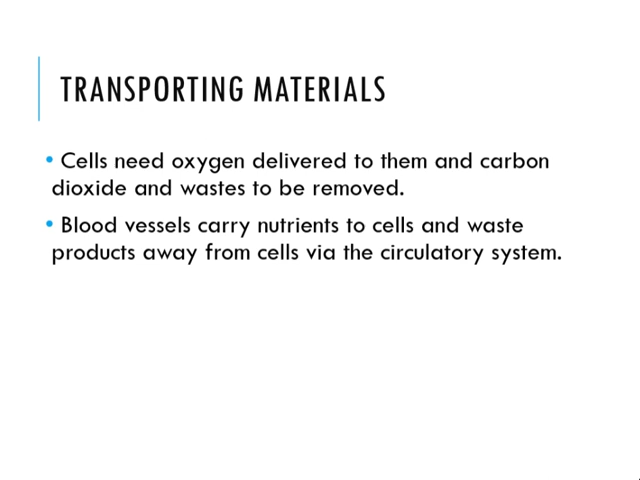 TRANSPORTING MATERIALS
• Cells need oxygen delivered to them and carbon
dioxide and wastes to be removed.
• Blood vessels carry nutrients to cells and waste
products away from cells via the circulatory system.